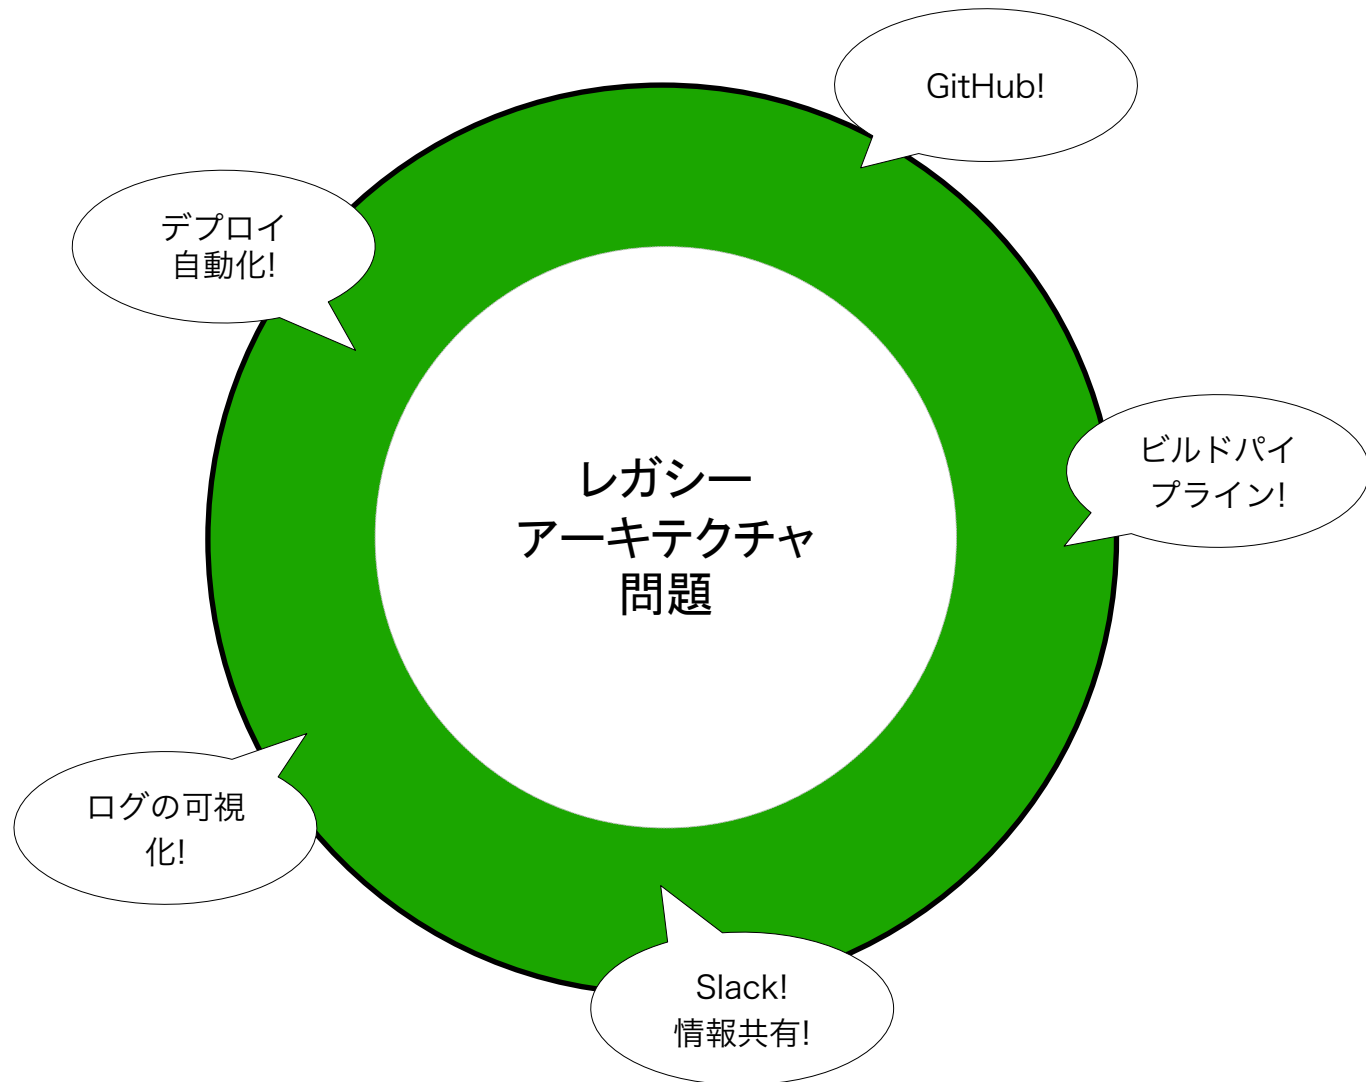 GitHub!
デプロイ
自動化!
ビルドパイ
プライン!
レガシー
アーキテクチャ
問題
ログの可視
化!
Slack!
情報共有!